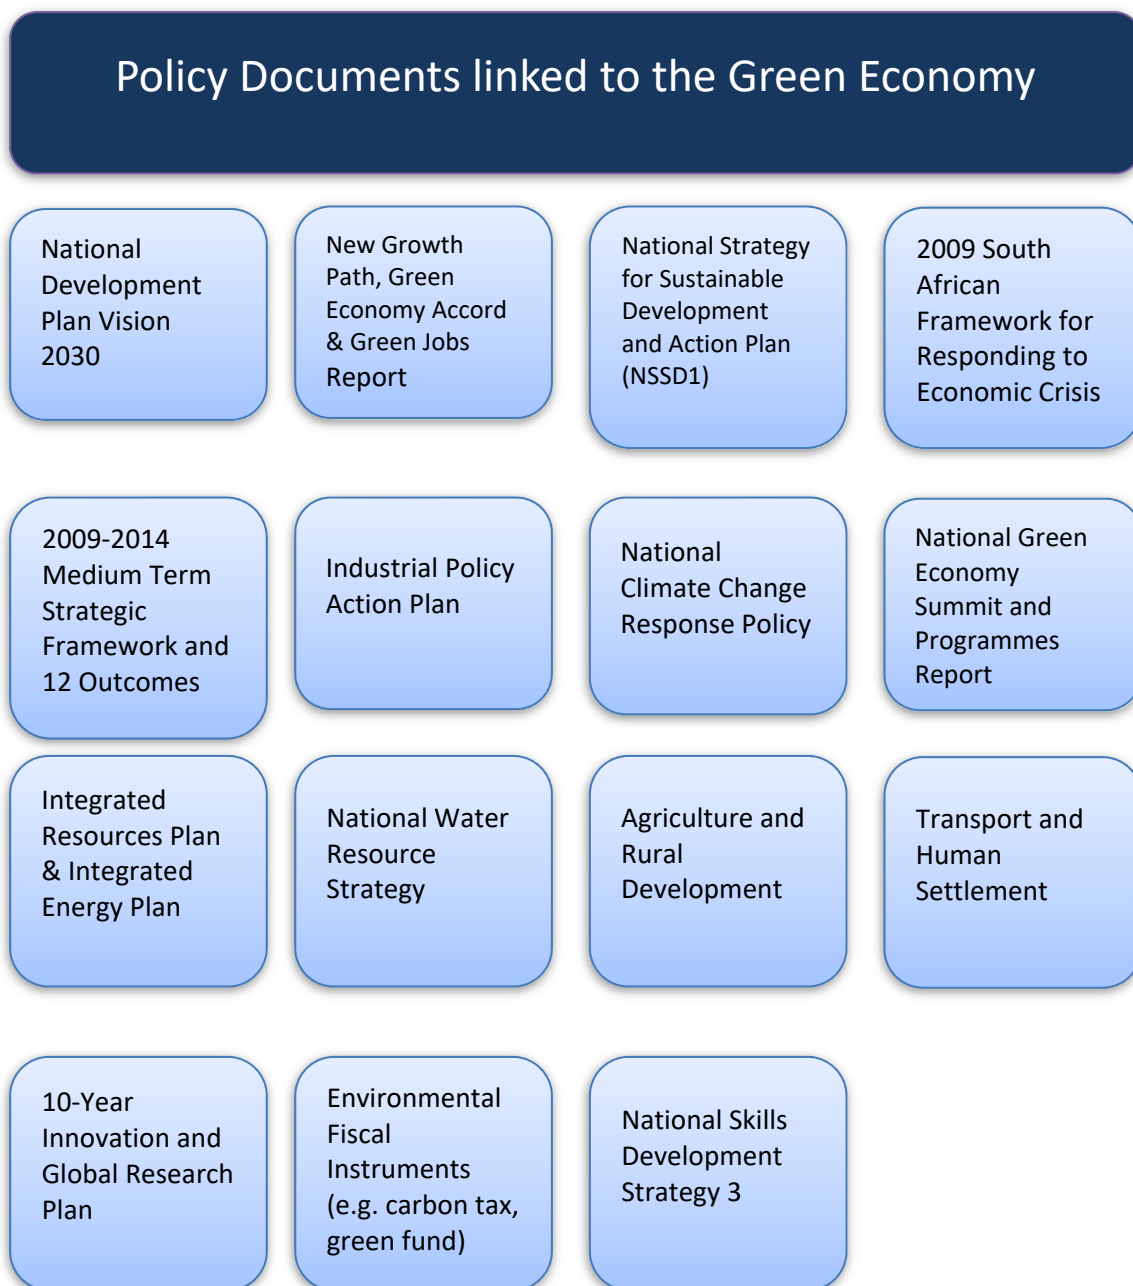 Policy Documents linked to the Green Economy
National
Development
Plan Vision
2030
New Growth
Path, Green
Economy Accord
& Green Jobs
Report
National Strategy
for Sustainable
Development
and Action Plan
(NSSD1)
2009 South
African
Framework for
Responding to
Economic Crisis
2009-2014
Medium Term
Strategic
Framework and
12 Outcomes
Industrial Policy
Action Plan
National
Climate Change
Response Policy
National Green
Economy
Summit and
Programmes
Report
Integrated
Resources Plan
& Integrated
Energy Plan
National Water
Resource
Strategy
Agriculture and
Rural
Development
Transport and
Human
Settlement
10-Year
Innovation and
Global Research
Plan
Environmental
Fiscal
Instruments
(e.g. carbon tax,
green fund)
National Skills
Development
Strategy 3